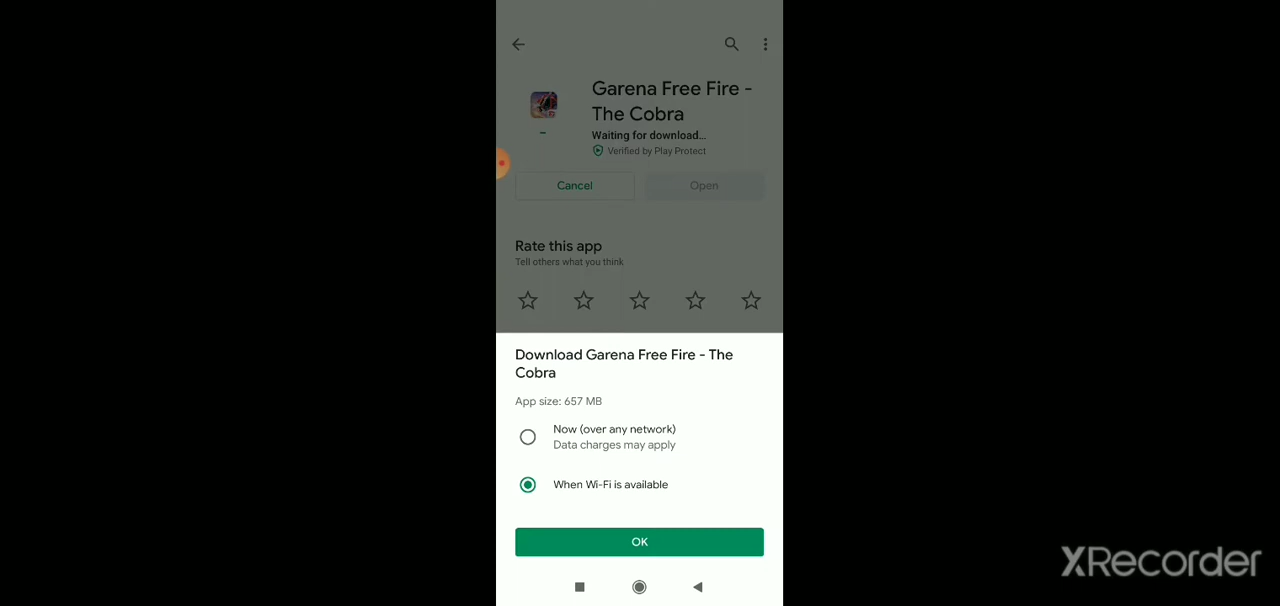 Garena Free Fire -
The Cobra
Waiting for download...
Verified by Play Protect
Cancel
Open
Rate this app
Tell others what you think
Download Garena Free Fire - The
Cobra
App size: 657 MB
Now (over any network)
Data charges may apply
When Wi-Fi is available
OK
XRecorder